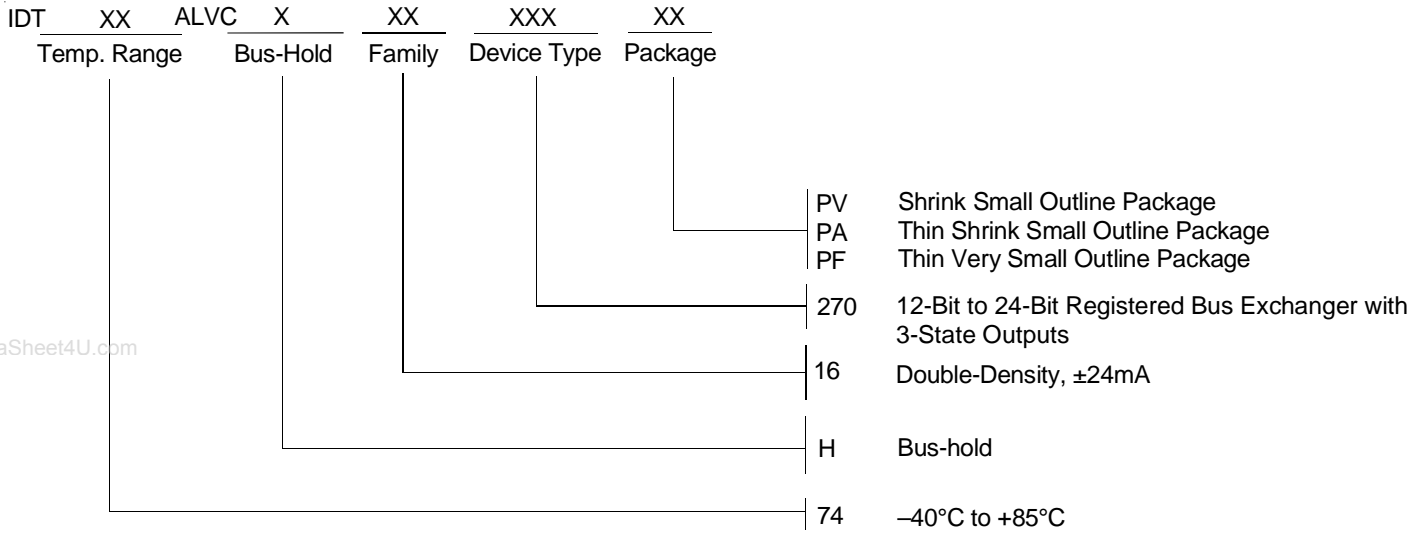 IDT XX ALVC X XX XXX XX
Temp. Range Bus-Hold Family Device Type Package
PV Shrink Small Outline Package
PA Thin Shrink Small Outline Package
PF Thin Very Small Outline Package
270 12-Bit to 24-Bit Registered Bus Exchanger with
3-State Outputs
aSheet4U.com
16 Double-Density, ±24mA
H Bus-hold
74 –40°C to +85°C